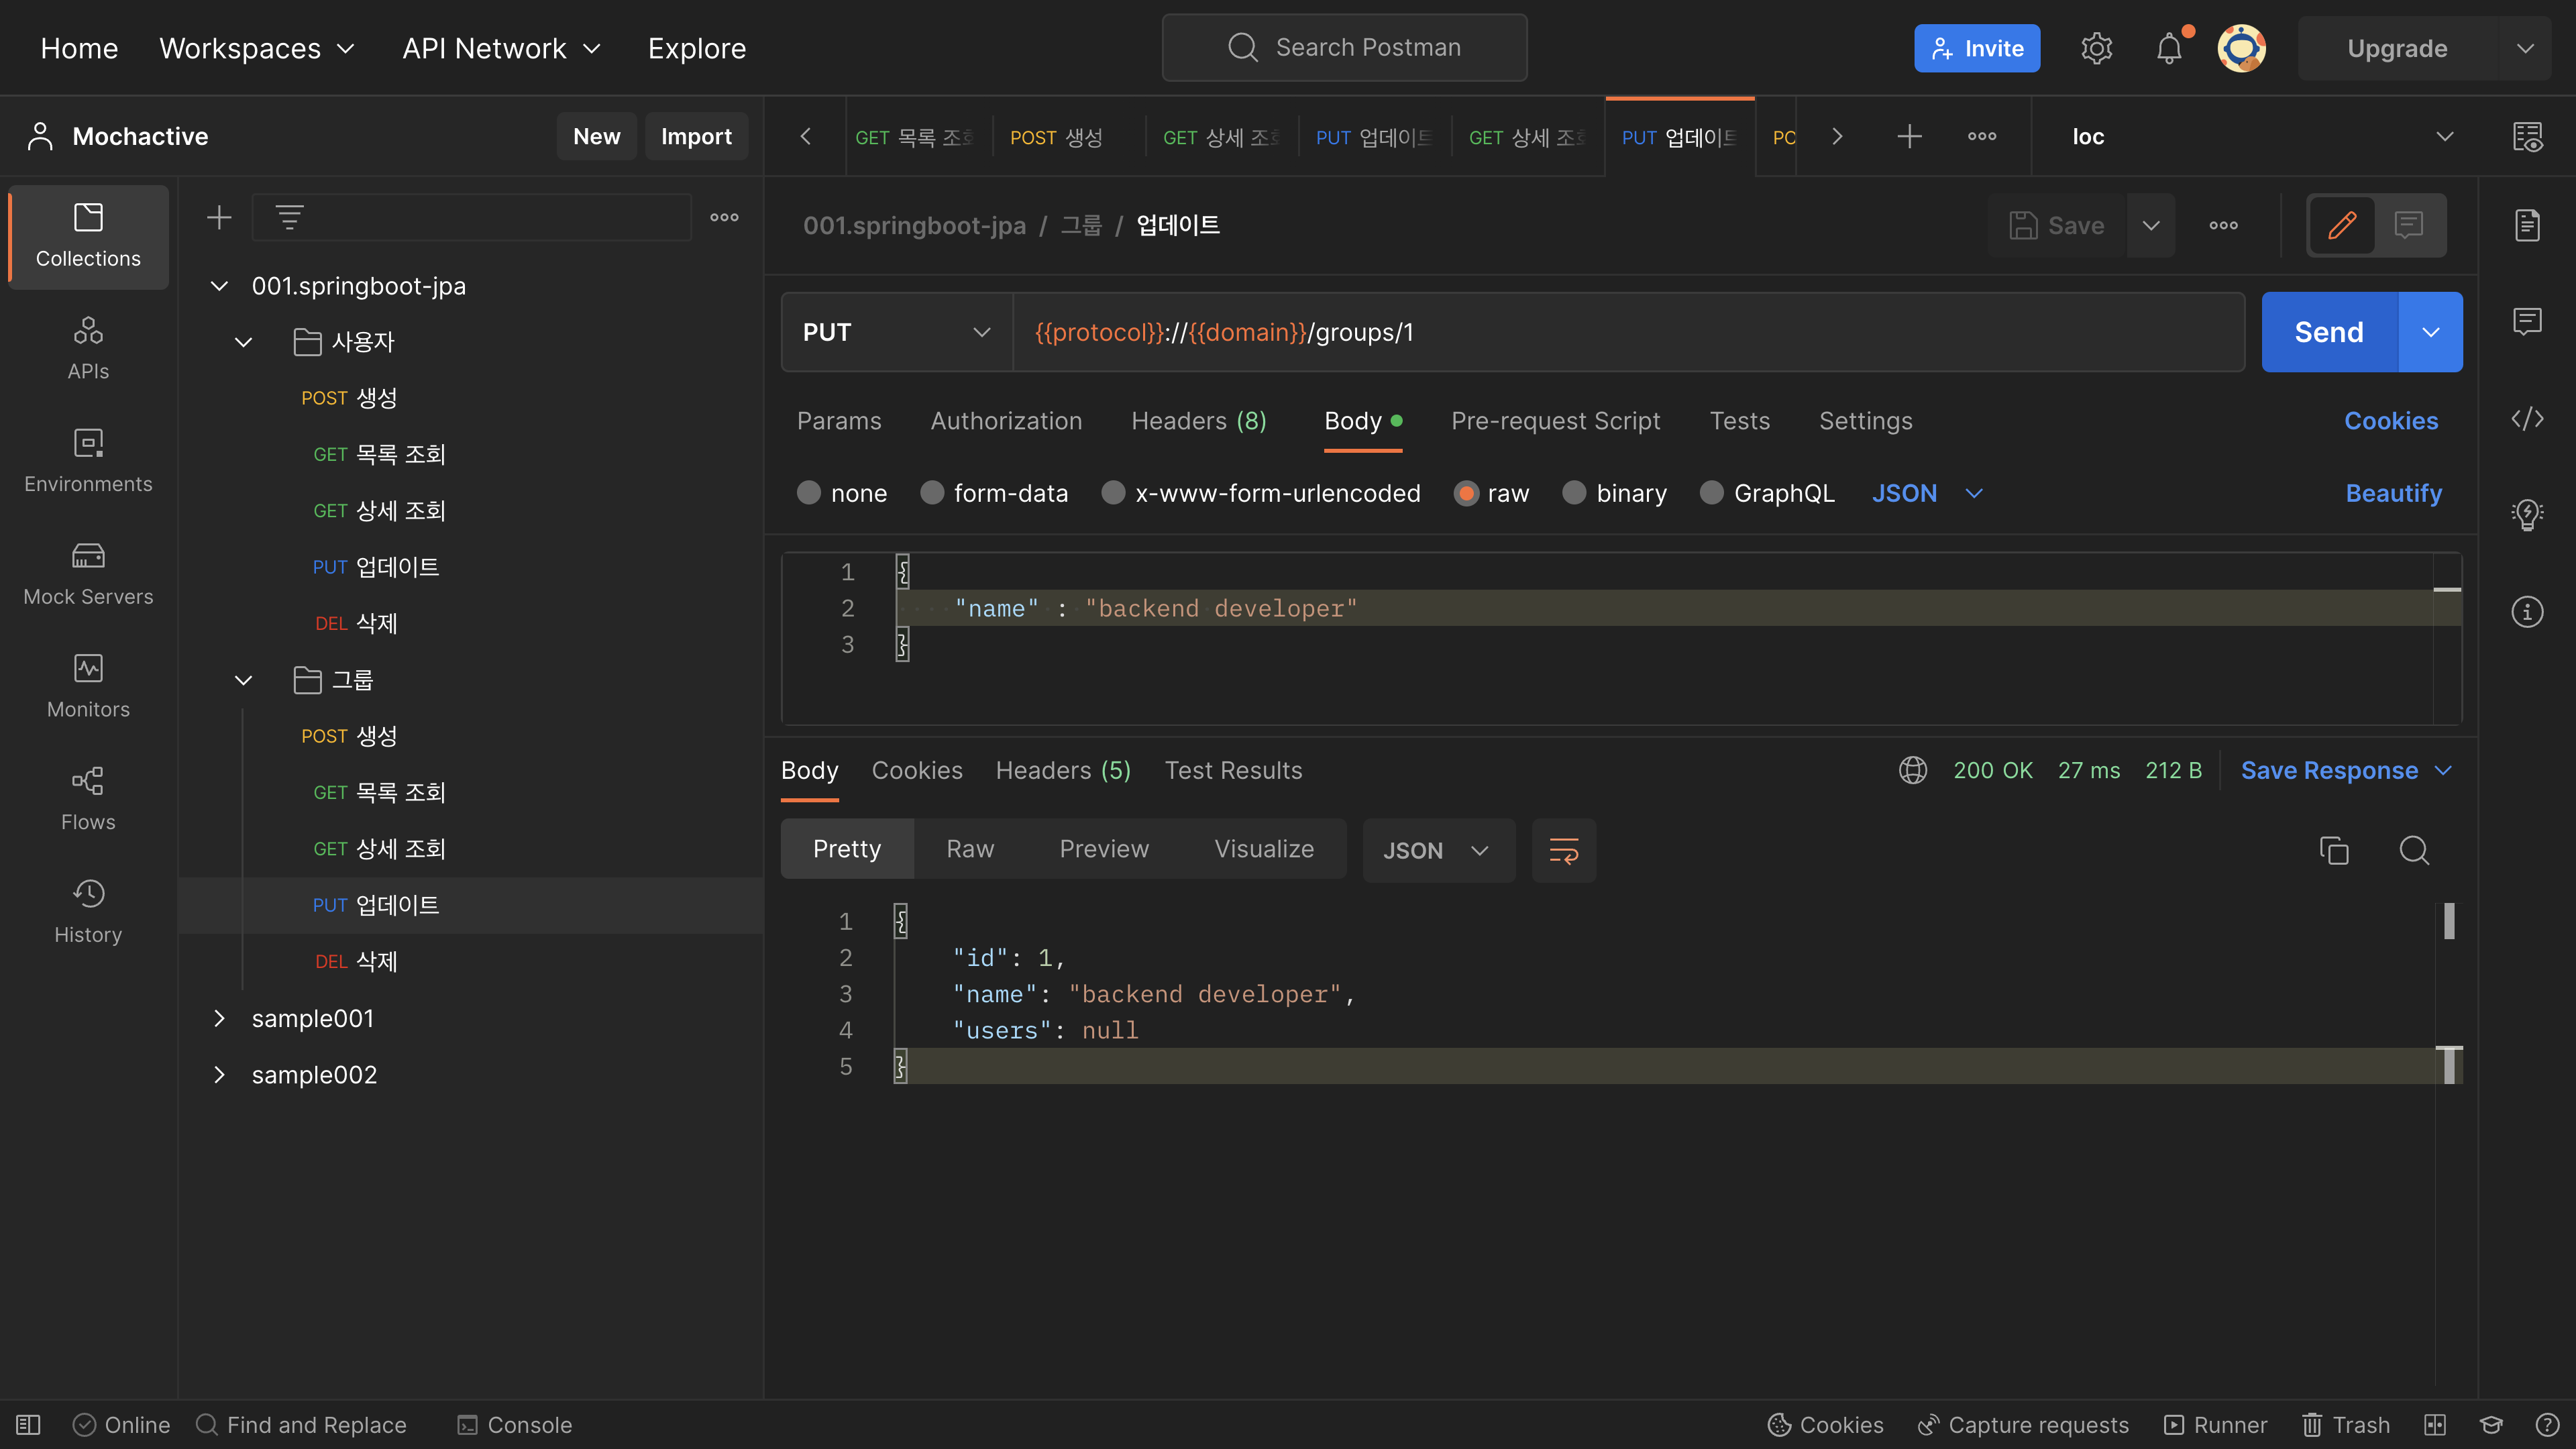 Home Workspaces API Network Explore Search Postman Invite Upgrade
Mochactive New Import
GET 목록 조회 POST 생성 GET 상세 조회 PUT 업데이트 GET 상세 조회 PUT 업데이트 PO loc
Collections
APIs
Environments
Mock Servers
Monitors
Flows
History
001.springboot-jpa
사용자
POST 생성
GET 목록 조회
GET 상세 조회
PUT 업데이트
DEL 삭제
그룹
POST 생성
GET 목록 조회
GET 상세 조회
PUT 업데이트
DEL 삭제
sample001
sample002
001.springboot-jpa / 그룹 / 업데이트 Save
PUT {{protocol}}://{{domain}}/groups/1 Send
Params Authorization Headers (8) Body Pre-request Script Tests Settings Cookies
none form-data x-www-form-urlencoded raw binary GraphQL JSON Beautify
1 {
2 "name" : "backend developer"
3 }
Body Cookies Headers (5) Test Results 200 OK 27 ms 212 B Save Response
Pretty Raw Preview Visualize JSON
1 {
2 "id": 1,
3 "name": "backend developer",
4 "users": null
5 }
Online Find and Replace Console Cookies Capture requests Runner Trash